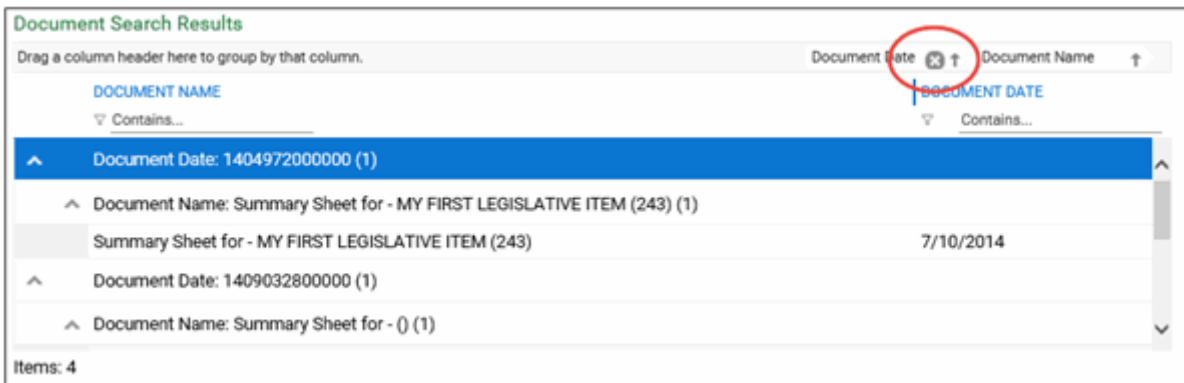 Document Search Results
Drag a column header here to group by that column. Document Date Document Name
DOCUMENT NAME DOCUMENT DATE
Contains... Contains...
Document Date: 1404972000000 (1)
Document Name: Summary Sheet for - MY FIRST LEGISLATIVE ITEM (243) (1)
Summary Sheet for - MY FIRST LEGISLATIVE ITEM (243) 7/10/2014
Document Date: 1409032800000 (1)
Document Name: Summary Sheet for - () (1)
Items: 4